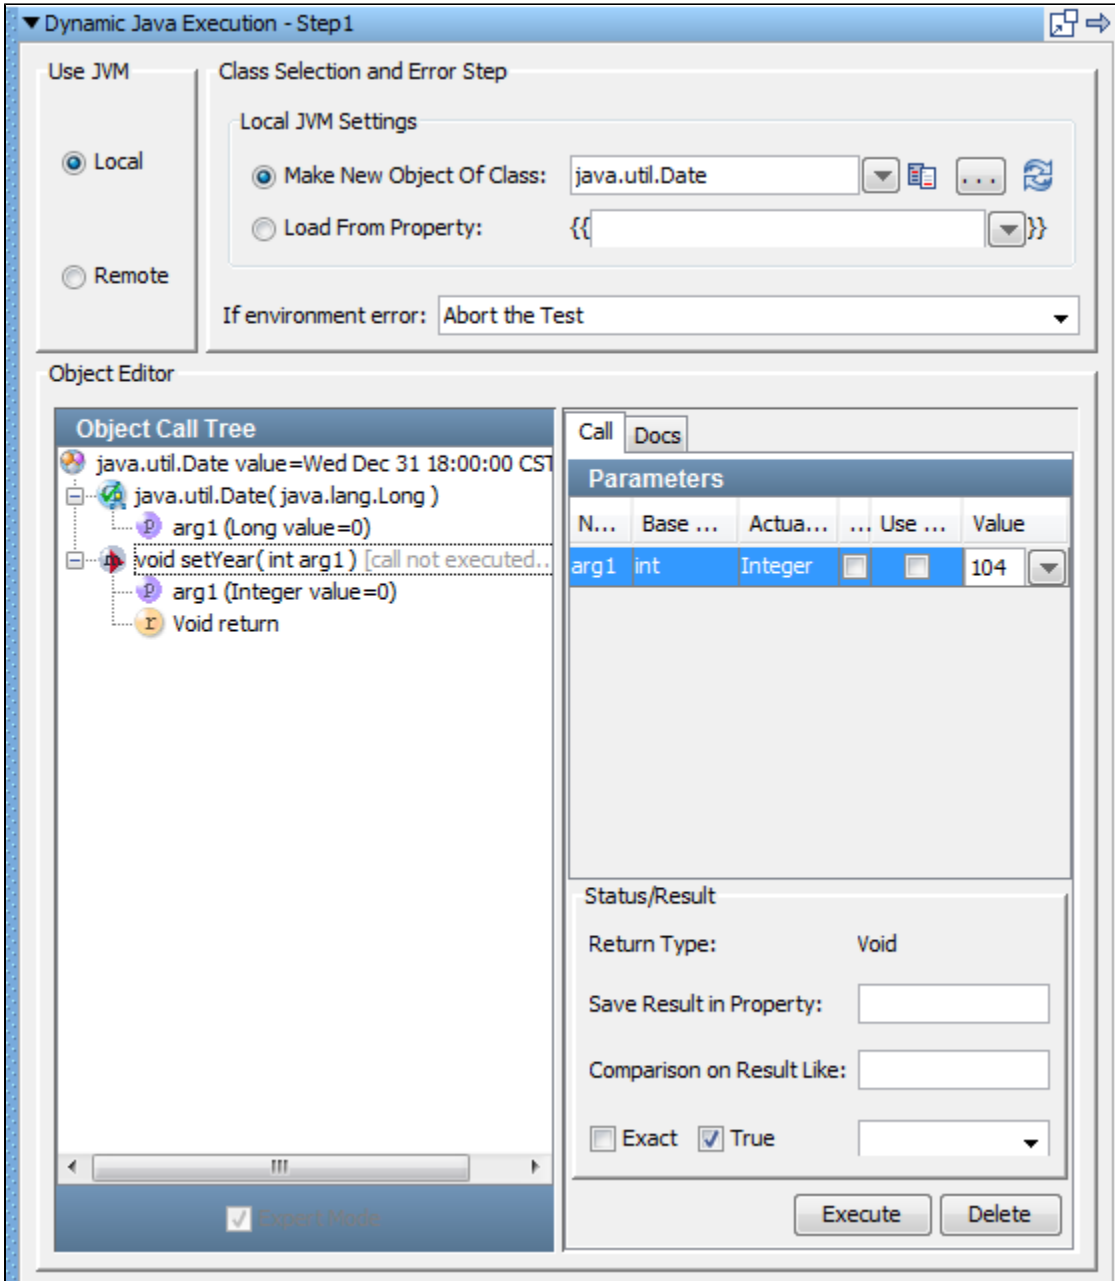 Dynamic Java Execution - Step1
Use JVM
Class Selection and Error Step
Local JVM Settings
Local
Make New Object Of Class: java.util.Date ...
Load From Property: {{ }}
Remote
If environment error: Abort the Test
Object Editor
Object Call Tree
java.util.Date value=Wed Dec 31 18:00:00 CST
java.util.Date( java.lang.Long )
p arg1 (Long value=0)
void setYear( int arg1 ) [call not executed..
p arg1 (Integer value=0)
r Void return
Expert Mode
Call Docs
Parameters
N... Base ... Actua... ... Use ... Value
arg1 int Integer 104
Status/Result
Return Type: Void
Save Result in Property:
Comparison on Result Like:
Exact True
Execute Delete